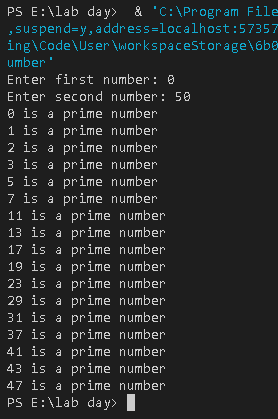 PS E:\lab day>  & 'C:\Program File
,suspend=y,address=localhost:57357
ing\Code\User\workspaceStorage\6b0
umber'
Enter first number: 0
Enter second number: 50
0 is a prime number
1 is a prime number
2 is a prime number
3 is a prime number
5 is a prime number
7 is a prime number
11 is a prime number
13 is a prime number
17 is a prime number
19 is a prime number
23 is a prime number
29 is a prime number
31 is a prime number
37 is a prime number
41 is a prime number
43 is a prime number
47 is a prime number
PS E:\lab day>